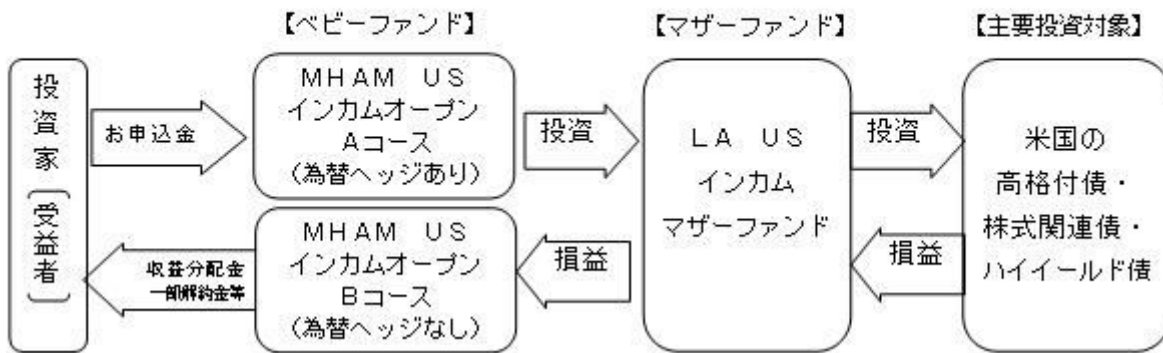 【ベビーファンド】
【マザーファンド】
【主要投資対象】
投資家〔受益者〕
お申込金
MHAM US
インカムオープン
Aコース
(為替ヘッジあり)
投資
LA US
インカム
マザーファンド
投資
米国の
高格付債・
株式関連債・
ハイイールド債
収益分配金
一部解約金等
MHAM US
インカムオープン
Bコース
(為替ヘッジなし)
損益
損益